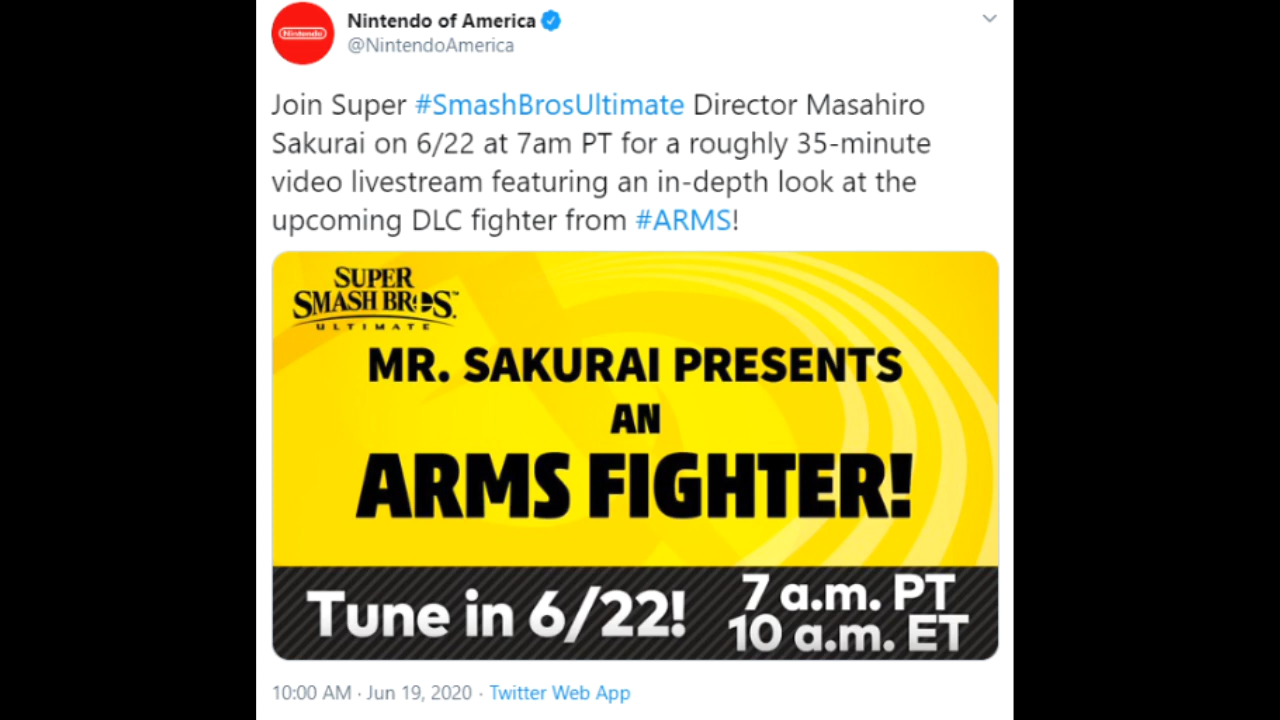 Nintendo of America
Nintendo
@NintendoAmerica
Join Super #SmashBrosUltimate Director Masahiro
Sakurai on 6/22 at 7am PT for a roughly 35-minute
video livestream featuring an in-depth look at the
upcoming DLC fighter from #ARMS!
SUPER
SMASH BROS.™
ULTIMATE
MR. SAKURAI PRESENTS
AN
ARMS FIGHTER!
Tune in 6/22!
7 a.m. PT
10 a.m. ET
10:00 AM · Jun 19, 2020 · Twitter Web App